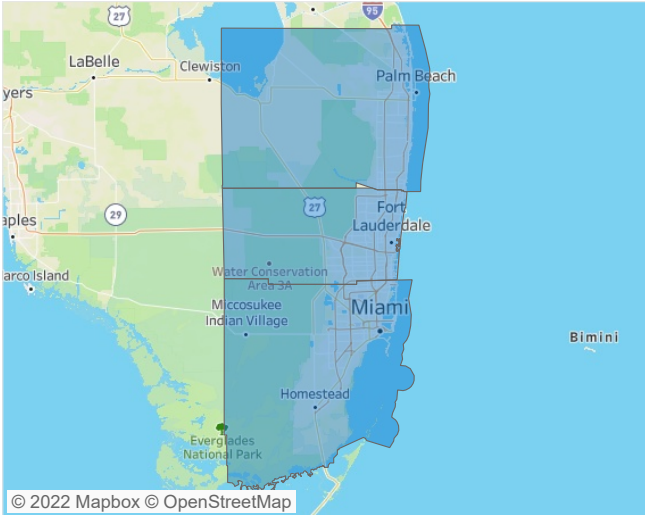 27
95
LaBelle
Clewiston
Palm Beach
yers
29
27
Fort
Lauderdale
aples
Water Conservation
Area 3A
arco Island
Miccosukee
Indian Village
Miami
Bimini
Homestead
Everglades
National Park
© 2022 Mapbox © OpenStreetMap